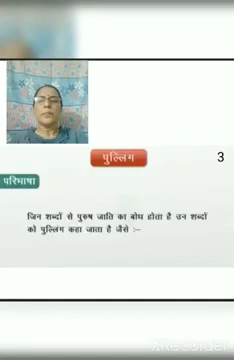 पुल्लिंग
3
परिभाषा
जिन शब्दों से पुरुष जाति का बोध होता है उन शब्दों
को पुल्लिंग कहा जाता है जैसे :-